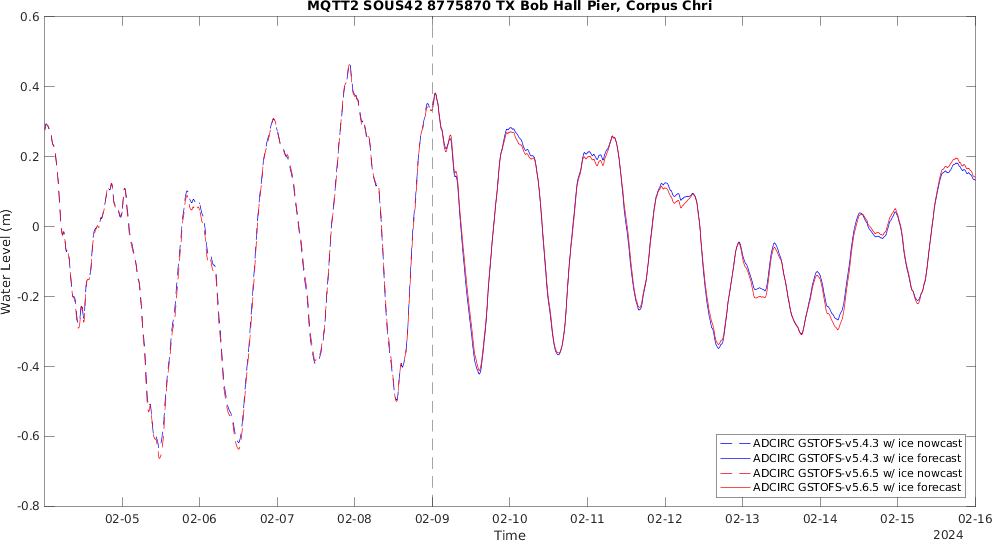 MQTT2 SOUS42 8775870 TX Bob Hall Pier, Corpus Chri
0.6
0.4
0.2
0
-0.2
-0.4
-0.6
-0.8
Water Level (m)
ADCIRC GSTOFS-v5.4.3 w/ ice nowcast
ADCIRC GSTOFS-v5.4.3 w/ ice forecast
ADCIRC GSTOFS-v5.6.5 w/ ice nowcast
ADCIRC GSTOFS-v5.6.5 w/ ice forecast
02-05 02-06 02-07 02-08 02-09 02-10 02-11 02-12 02-13 02-14 02-15 02-16
Time
2024